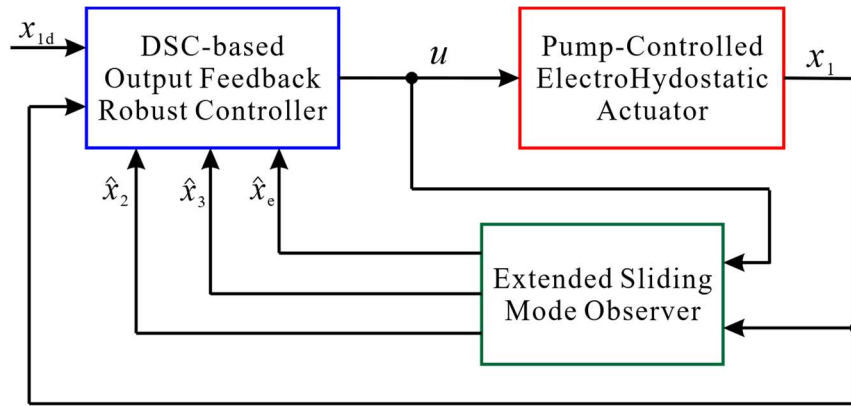 x1d
DSC-based
Output Feedback
Robust Controller
u
Pump-Controlled
ElectroHydostatic
Actuator
x1
x̂2
x̂3
x̂e
Extended Sliding
Mode Observer